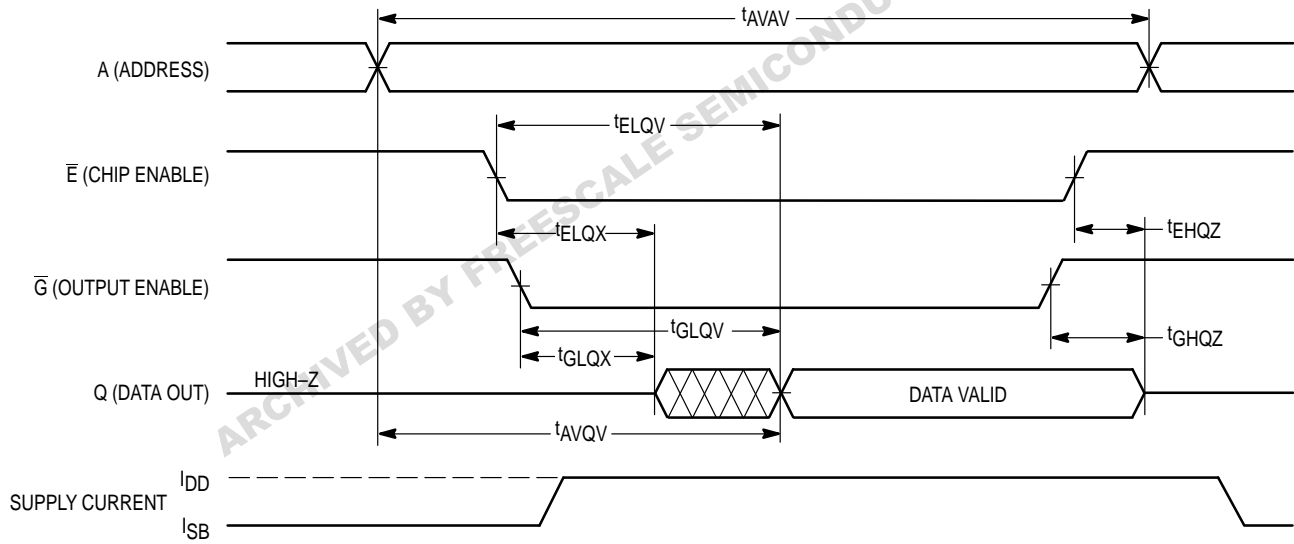 tAVAV
A (ADDRESS)
tELQV
E (CHIP ENABLE)
tELQX
tEHQZ
G (OUTPUT ENABLE)
tGLQV
tGHQZ
tGLQX
HIGH–Z
Q (DATA OUT)
DATA VALID
tAVQV
IDD
SUPPLY CURRENT
ISB
ARCHIVED BY FREESCALE